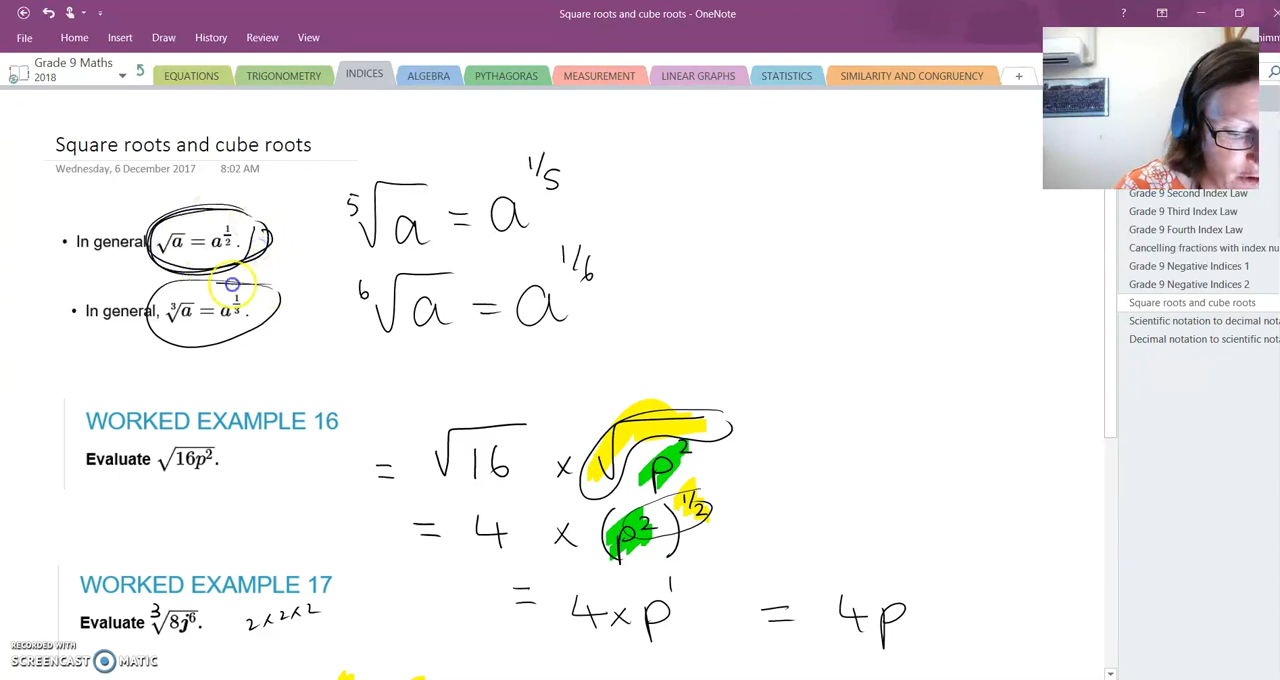 Square roots and cube roots - OneNote
File Home Insert Draw History Review View
Grade 9 Maths
2018
EQUATIONS TRIGONOMETRY INDICES ALGEBRA PYTHAGORAS MEASUREMENT LINEAR GRAPHS STATISTICS SIMILARITY AND CONGRUENCY +
Square roots and cube roots
Wednesday, 6 December 2017 8:02 AM
• In general, √a = a^(1/2).
• In general, ∛a = a^(1/3).
⁵√a = a^(1/5)
⁶√a = a^(1/6)
WORKED EXAMPLE 16
Evaluate √(16p²).
= √16 × √p²
= 4 × (p²)^(1/2)
= 4 × p¹ = 4p
WORKED EXAMPLE 17
Evaluate ∛(8j⁶).
2×2×2
Grade 9 Second Index Law
Grade 9 Third Index Law
Grade 9 Fourth Index Law
Cancelling fractions with index nu
Grade 9 Negative Indices 1
Grade 9 Negative Indices 2
Square roots and cube roots
Scientific notation to decimal nota
Decimal notation to scientific nota
RECORDED WITH
SCREENCAST MATIC